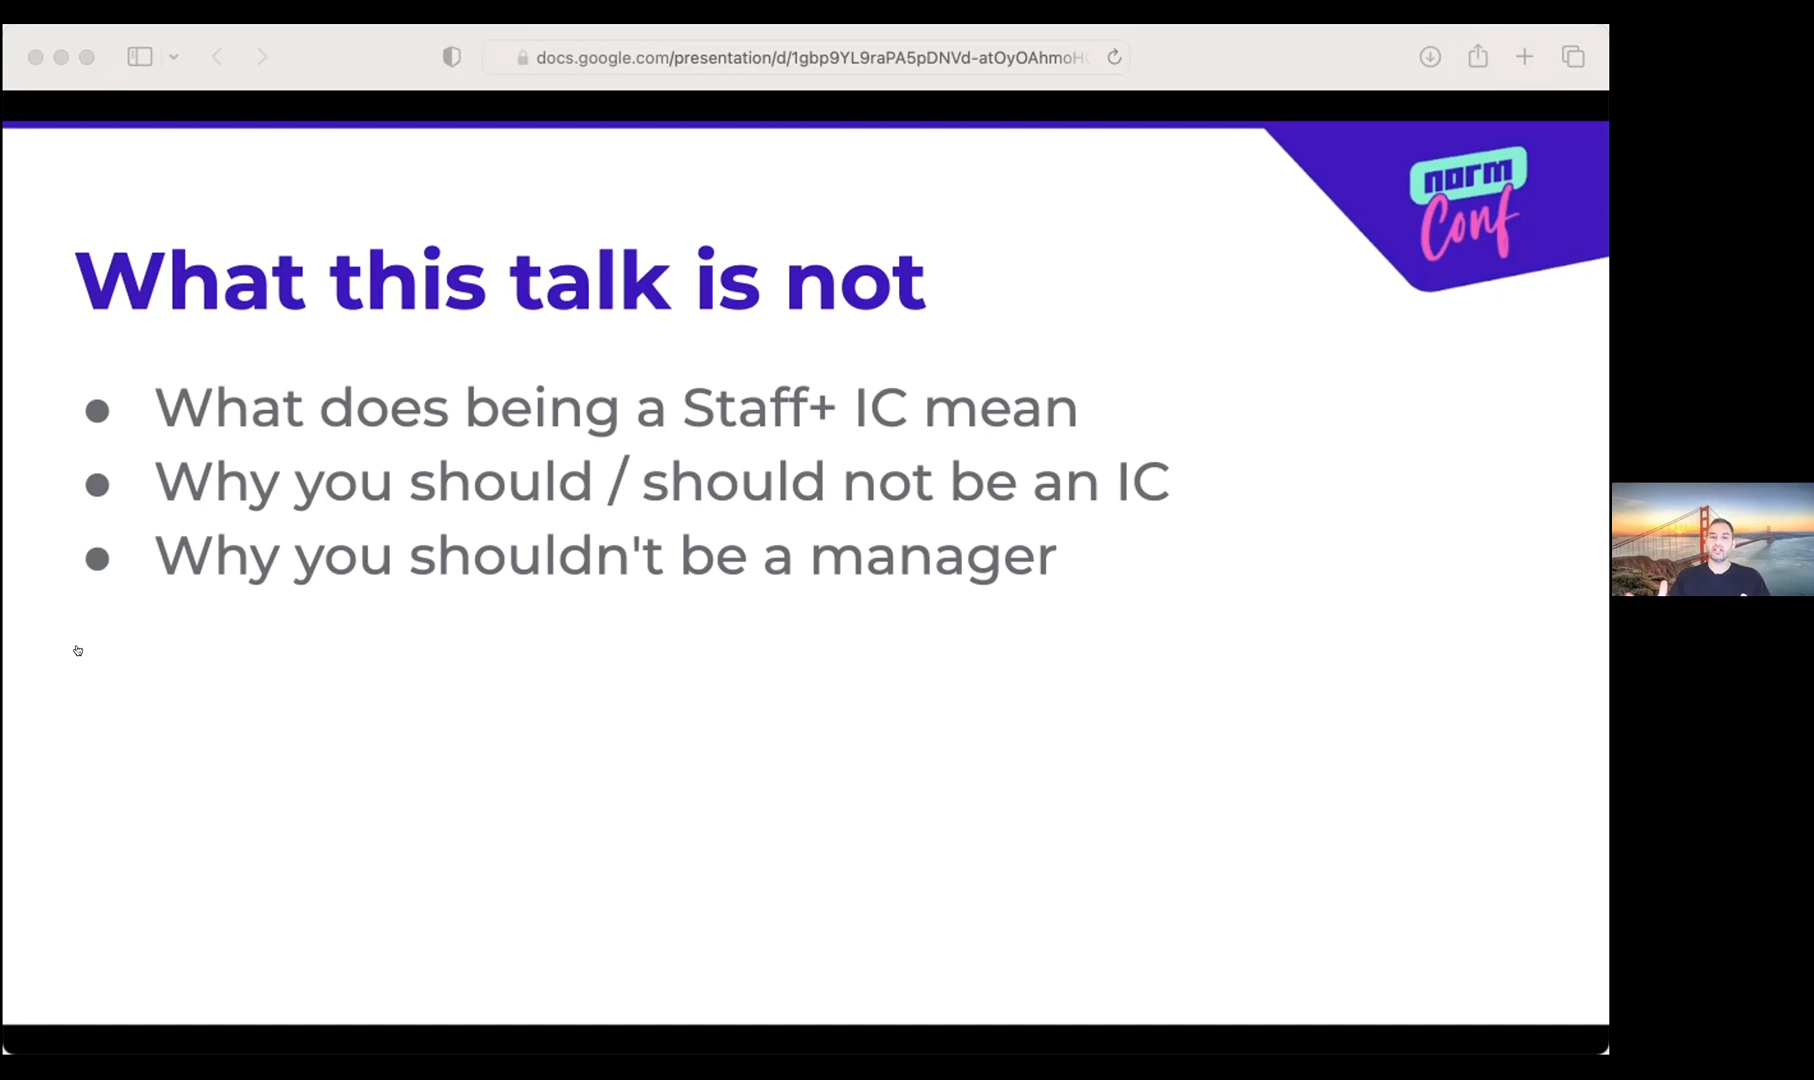 docs.google.com/presentation/d/1gbp9YL9raPA5pDNVd-atOyOAhmoH
norm
Conf
What this talk is not
● What does being a Staff+ IC mean
● Why you should / should not be an IC
● Why you shouldn't be a manager